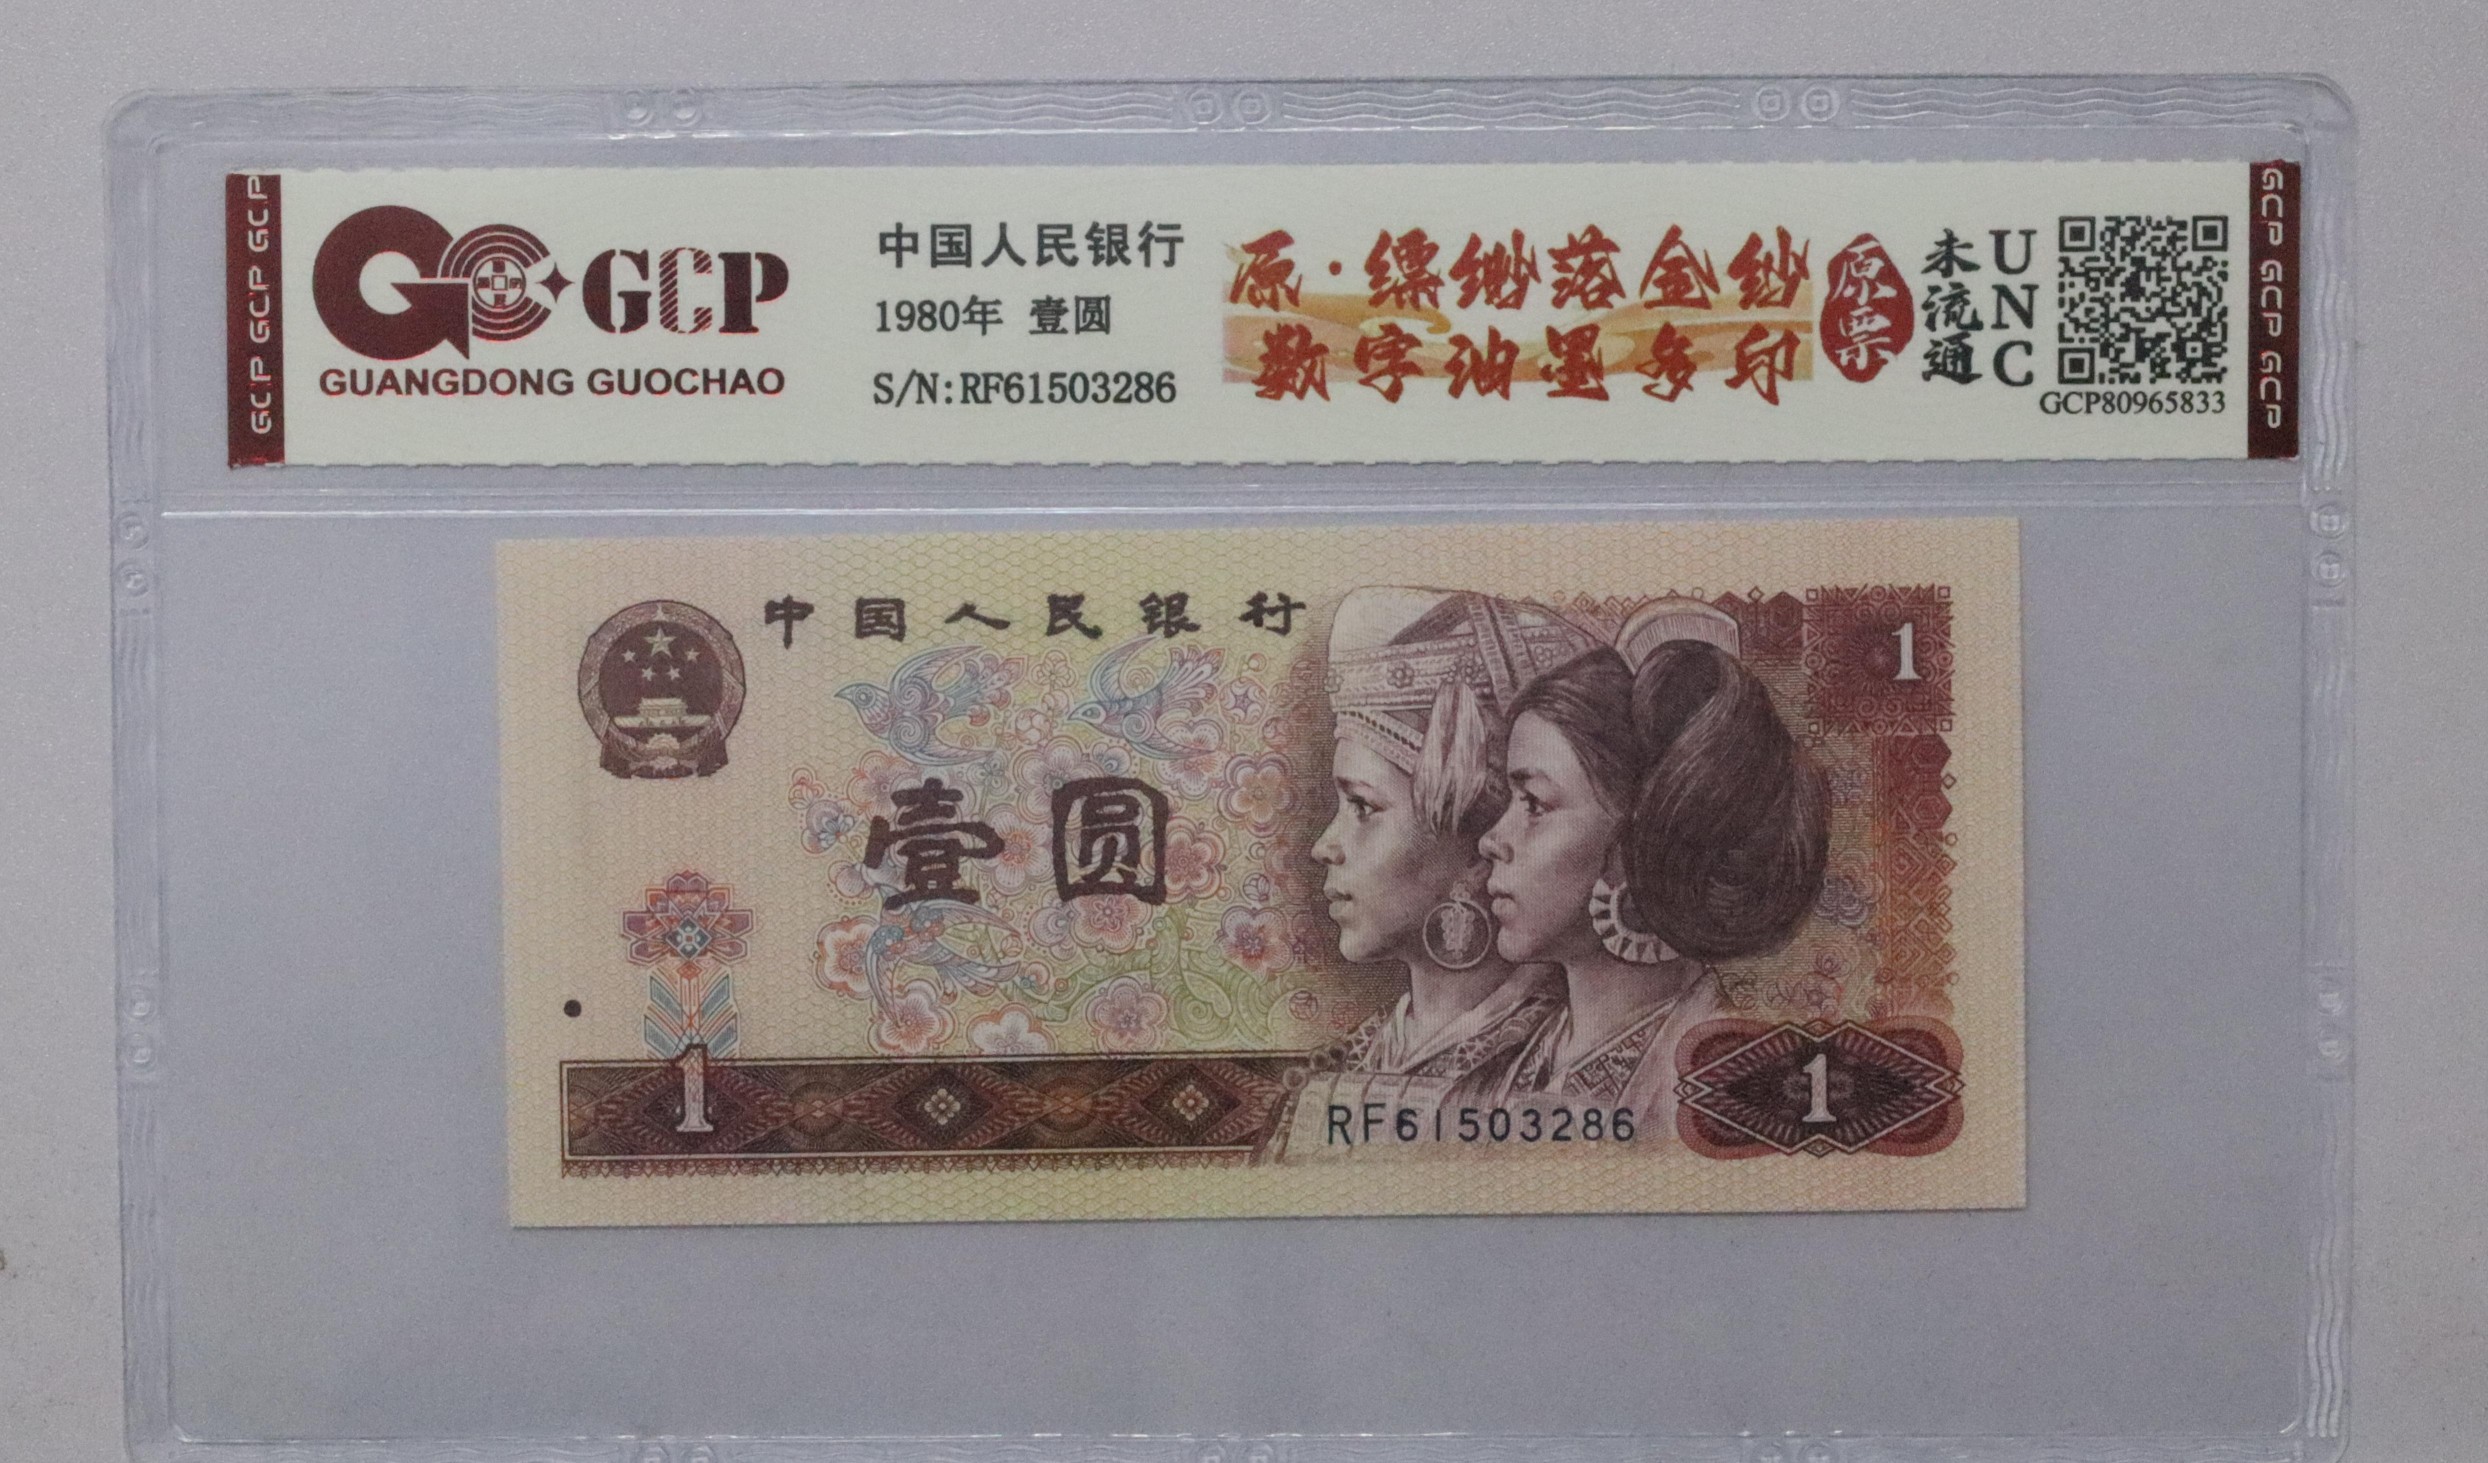 GCP GCP GCP
GCP
GUANGDONG GUOCHAO
中国人民银行
1980年 壹圆
S/N:RF61503286
原·缥缈落金纱
数字油墨多印
原票
未流通
UNC
GCP80965833
GCP GCP GCP
中国人民银行
1
壹圆
1
RF61503286
1